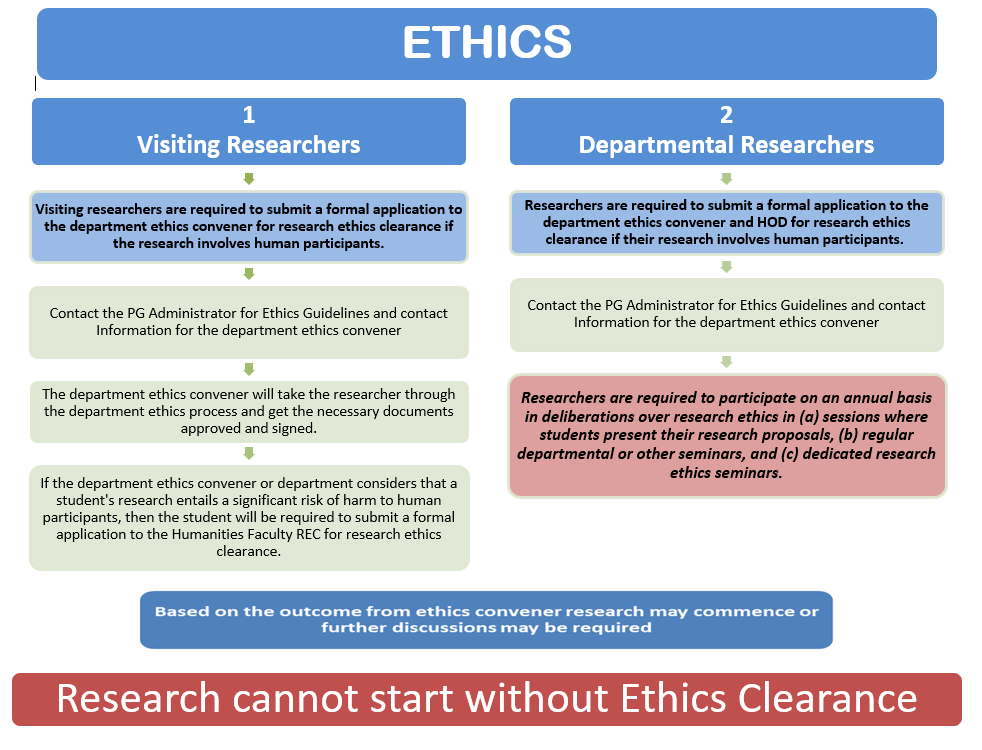 ETHICS
1
Visiting Researchers
Visiting researchers are required to submit a formal application to
the department ethics convener for research ethics clearance if
the research involves human participants.
Contact the PG Administrator for Ethics Guidelines and contact
Information for the department ethics convener
The department ethics convener will take the researcher through
the department ethics process and get the necessary documents
approved and signed.
If the department ethics convener or department considers that a
student's research entails a significant risk of harm to human
participants, then the student will be required to submit a formal
application to the Humanities Faculty REC for research ethics
clearance.
2
Departmental Researchers
Researchers are required to submit a formal application to the
department ethics convener and HOD for research ethics
clearance if their research involves human participants.
Contact the PG Administrator for Ethics Guidelines and contact
Information for the department ethics convener
Researchers are required to participate on an annual basis
in deliberations over research ethics in (a) sessions where
students present their research proposals, (b) regular
departmental or other seminars, and (c) dedicated research
ethics seminars.
Based on the outcome from ethics convener research may commence or
further discussions may be required
Research cannot start without Ethics Clearance